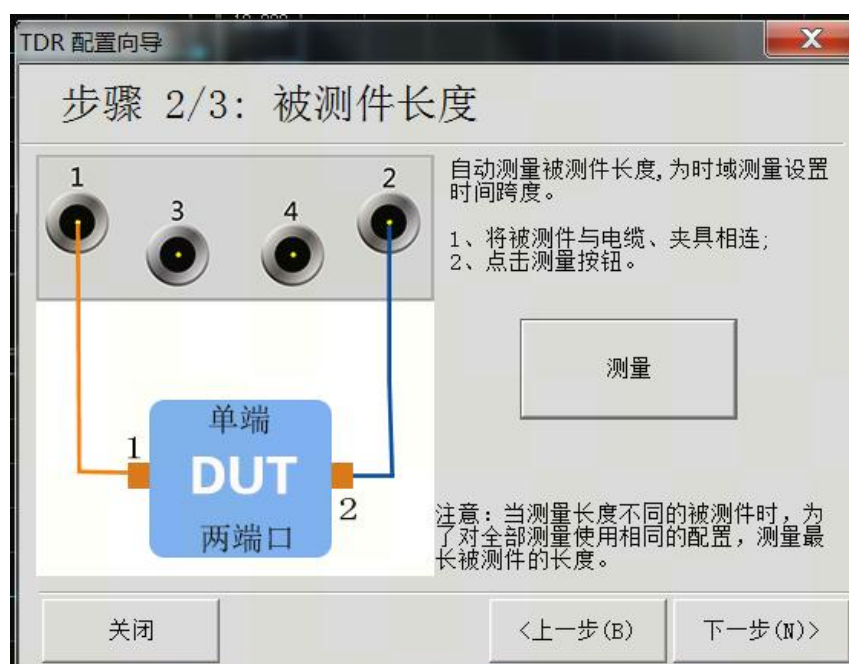 TDR 配置向导
步骤 2/3: 被测件长度
1
2
3
4
自动测量被测件长度,为时域测量设置
时间跨度。
1、将被测件与电缆、夹具相连;
2、点击测量按钮。
测量
单端
1
DUT
2
两端口
注意:当测量长度不同的被测件时,为
了对全部测量使用相同的配置,测量最
长被测件的长度。
关闭
<上一步(B)
下一步(N)>